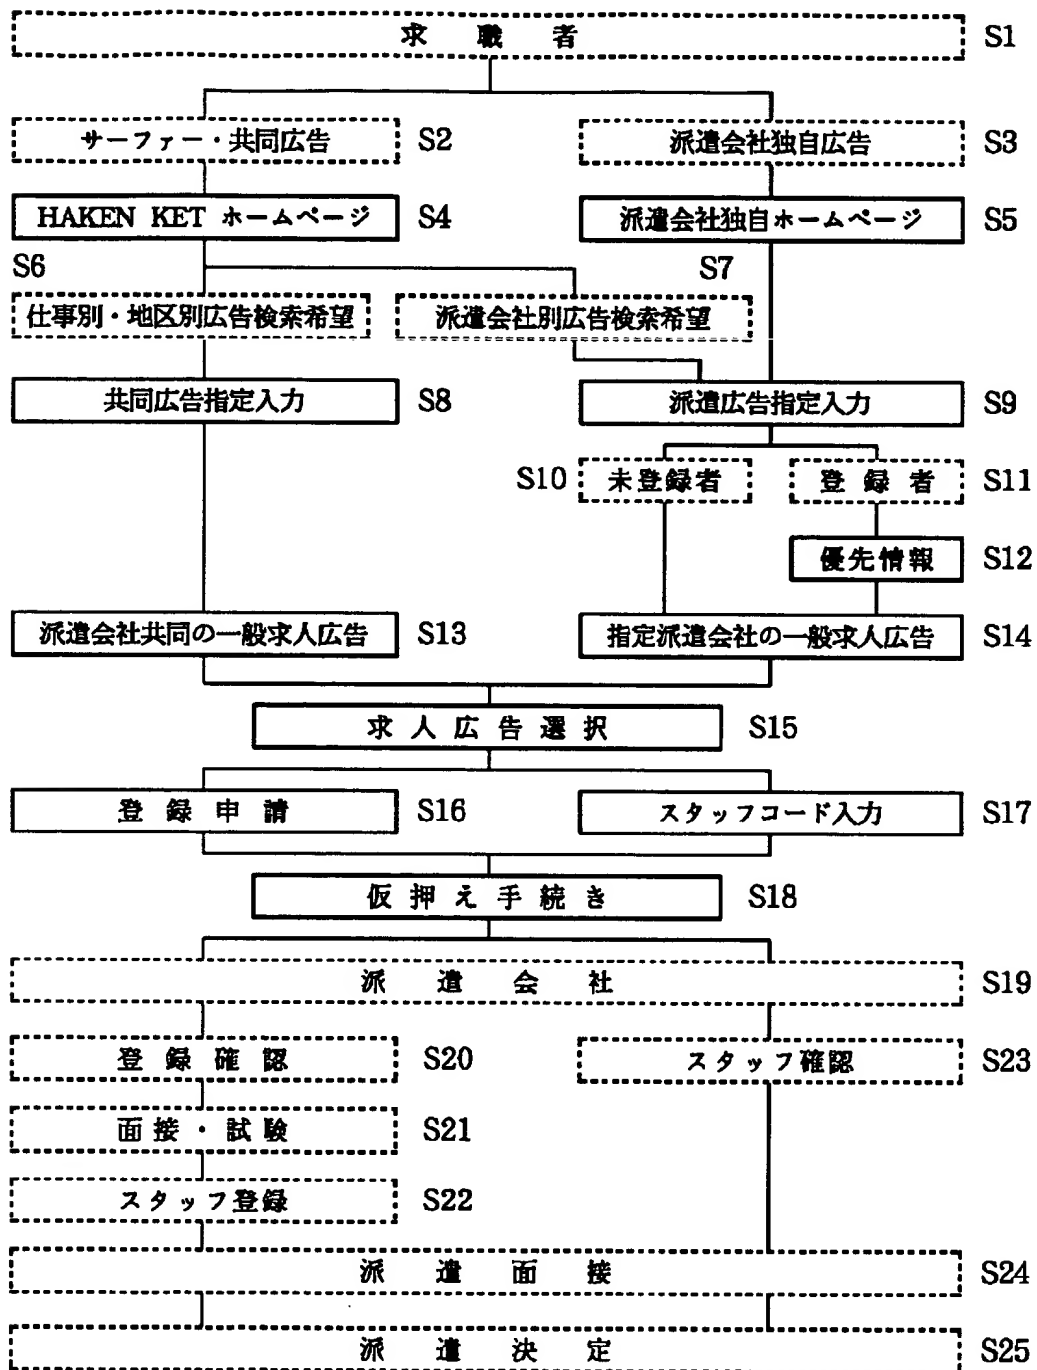 求職者 S1
サーファー・共同広告 S2 派遣会社独自広告 S3
HAKEN KET ホームページ S4 派遣会社独自ホームページ S5
S6 S7
仕事別・地区別広告検索希望 派遣会社別広告検索希望
共同広告指定入力 S8 派遣広告指定入力 S9
S10 未登録者 登録者 S11
優先情報 S12
派遣会社共同の一般求人広告 S13 指定派遣会社の一般求人広告 S14
求人広告選択 S15
登録申請 S16 スタッフコード入力 S17
仮押え手続き S18
派遣会社 S19
登録確認 S20 スタッフ確認 S23
面接・試験 S21
スタッフ登録 S22
派遣面接 S24
派遣決定 S25